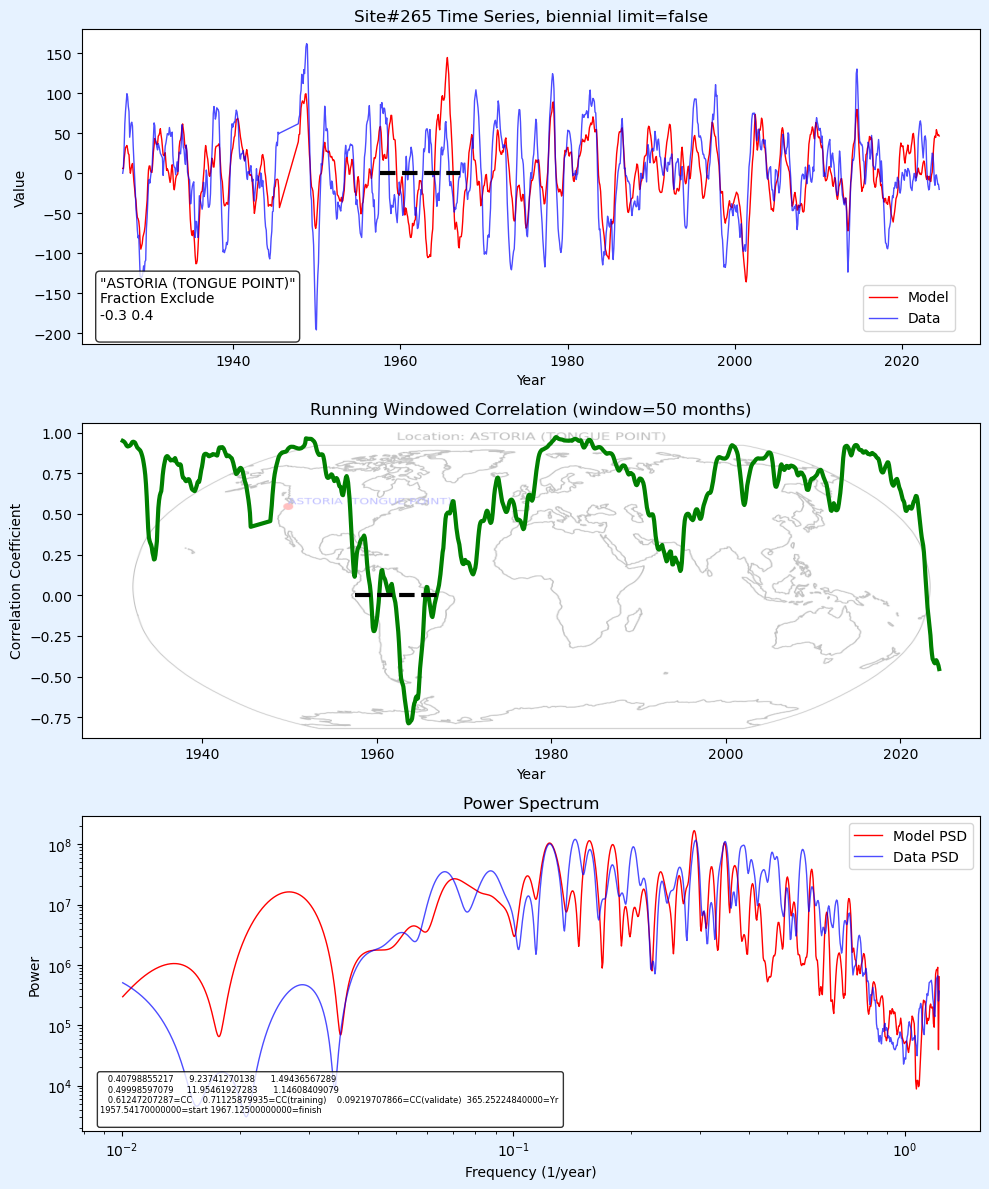 Site#265 Time Series, biennial limit=false
150
100
50
0
−50
−100
−150
−200
Value
"ASTORIA (TONGUE POINT)"
Fraction Exclude
-0.3 0.4
Model
Data
1940
1960
1980
2000
2020
Year
Running Windowed Correlation (window=50 months)
Location: ASTORIA (TONGUE POINT)
ASTORIA (TONGUE POINT)
1.00
0.75
0.50
0.25
0.00
−0.25
−0.50
−0.75
Correlation Coefficient
1940
1960
1980
2000
2020
Year
Power Spectrum
Model PSD
Data PSD
10⁸
10⁷
10⁶
10⁵
10⁴
Power
0.40798855217 9.23741270138 1.49436567289
0.49998597079 11.95461927283 1.14608409079
0.61247207287=CC 0.71125879935=CC(training) 0.09219707866=CC(validate) 365.25224840000=Yr
1957.54170000000=start 1967.12500000000=finish
10⁻²
10⁻¹
10⁰
Frequency (1/year)